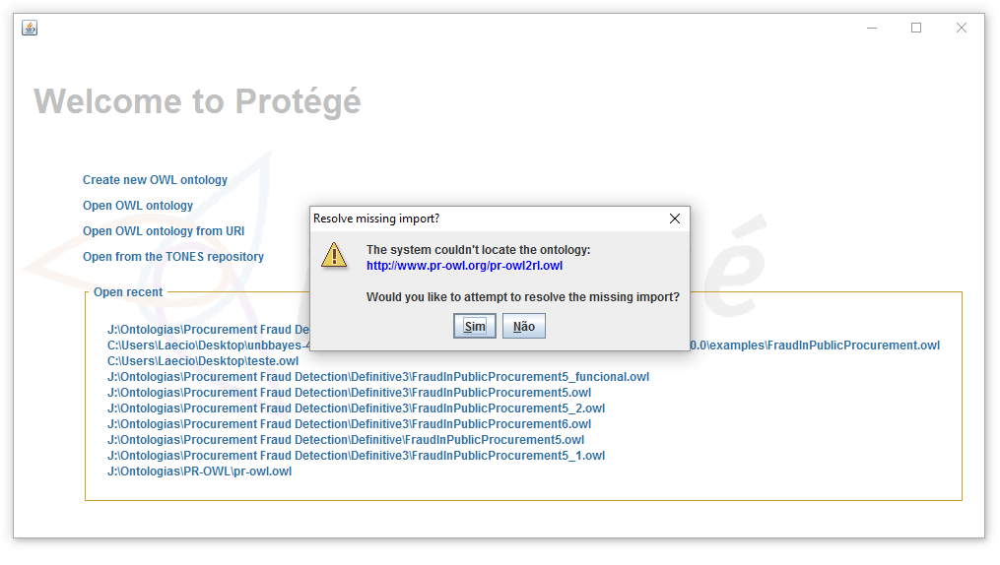 Welcome to Protégé
Create new OWL ontology
Open OWL ontology
Open OWL ontology from URI
Open from the TONES repository
Open recent
J:\Ontologias\Procurement Fraud De
C:\Users\Laecio\Desktop\unbbayes-4 0.0\examples\FraudInPublicProcurement.owl
C:\Users\Laecio\Desktop\teste.owl
J:\Ontologias\Procurement Fraud Detection\Definitive3\FraudInPublicProcurement5_funcional.owl
J:\Ontologias\Procurement Fraud Detection\Definitive3\FraudInPublicProcurement5.owl
J:\Ontologias\Procurement Fraud Detection\Definitive3\FraudInPublicProcurement5_2.owl
J:\Ontologias\Procurement Fraud Detection\Definitive3\FraudInPublicProcurement6.owl
J:\Ontologias\Procurement Fraud Detection\Definitive\FraudInPublicProcurement5.owl
J:\Ontologias\Procurement Fraud Detection\Definitive3\FraudInPublicProcurement5_1.owl
J:\Ontologias\PR-OWL\pr-owl.owl
Resolve missing import?
The system couldn't locate the ontology:
http://www.pr-owl.org/pr-owl2rl.owl
Would you like to attempt to resolve the missing import?
Sim Não
é